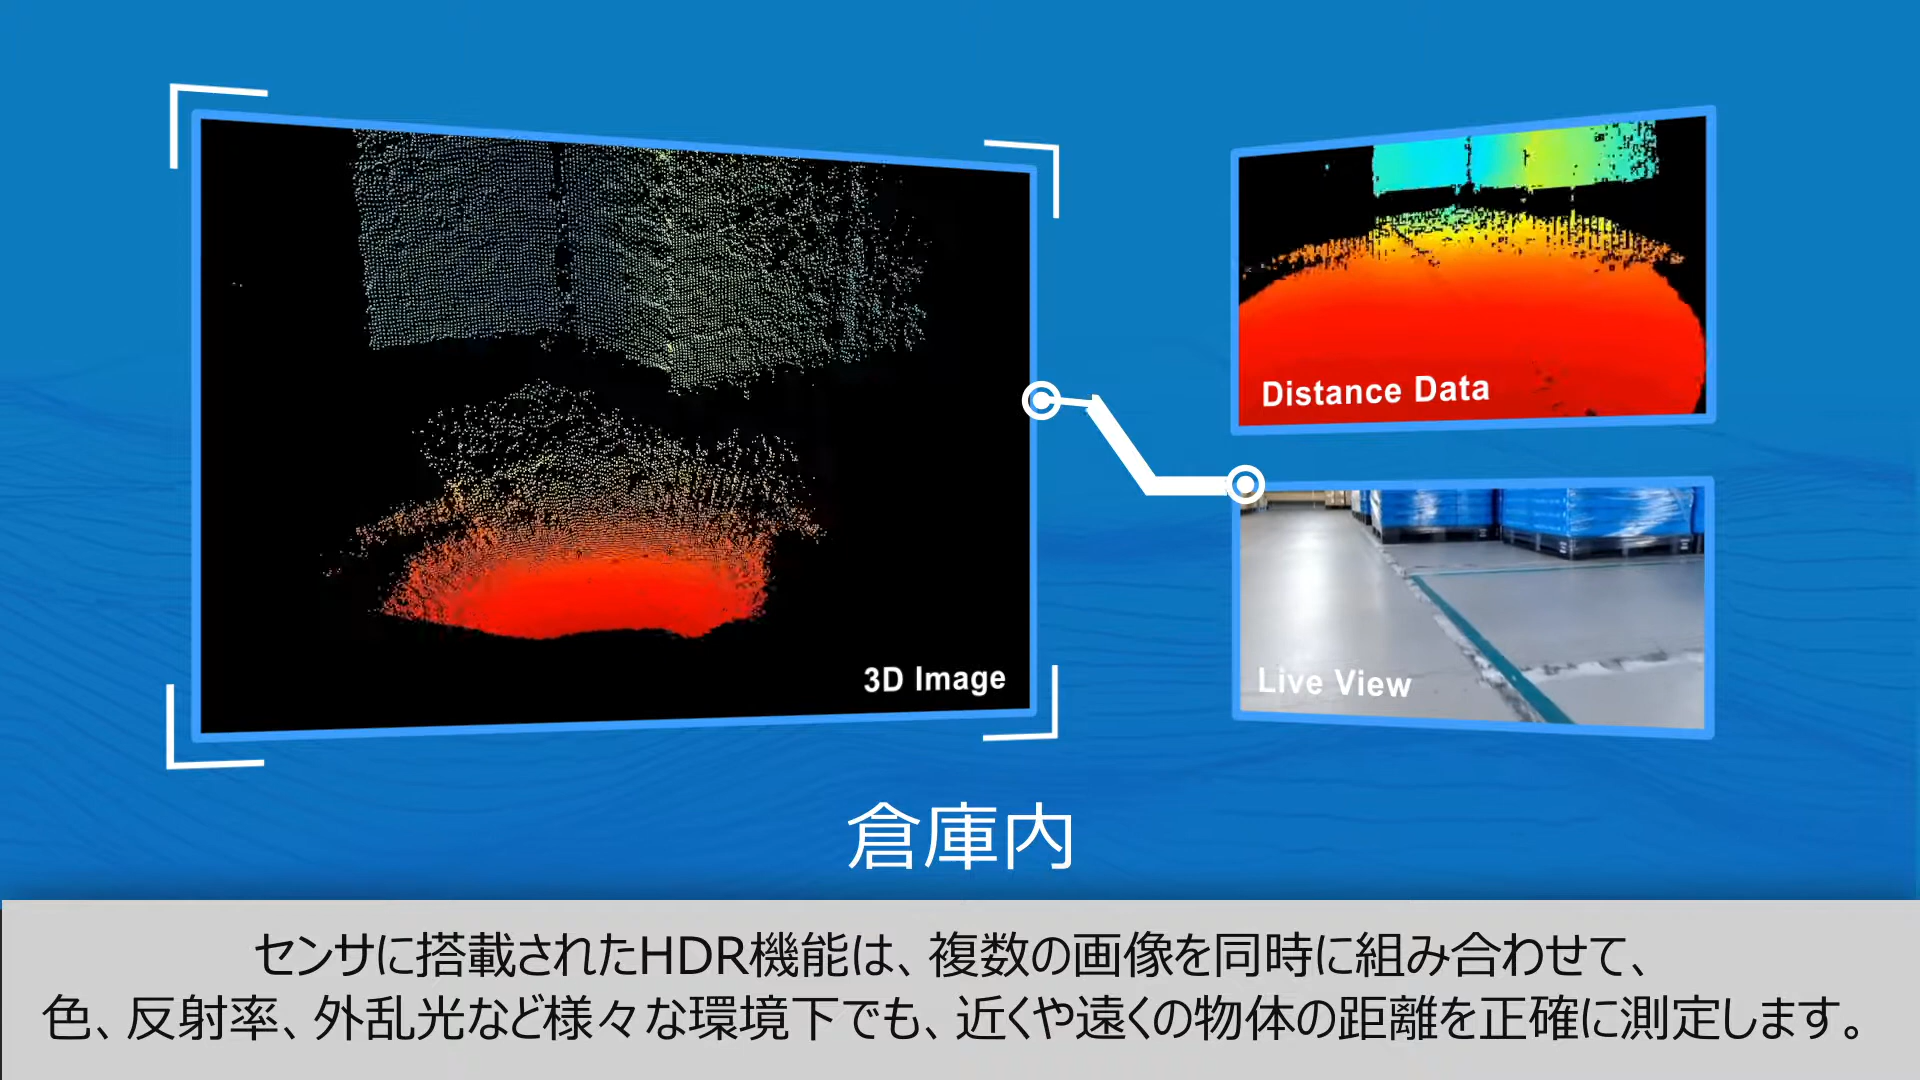 Distance Data
3D Image
Live View
倉庫内
センサに搭載されたHDR機能は、複数の画像を同時に組み合わせて、
色、反射率、外乱光など様々な環境下でも、近くや遠くの物体の距離を正確に測定します。